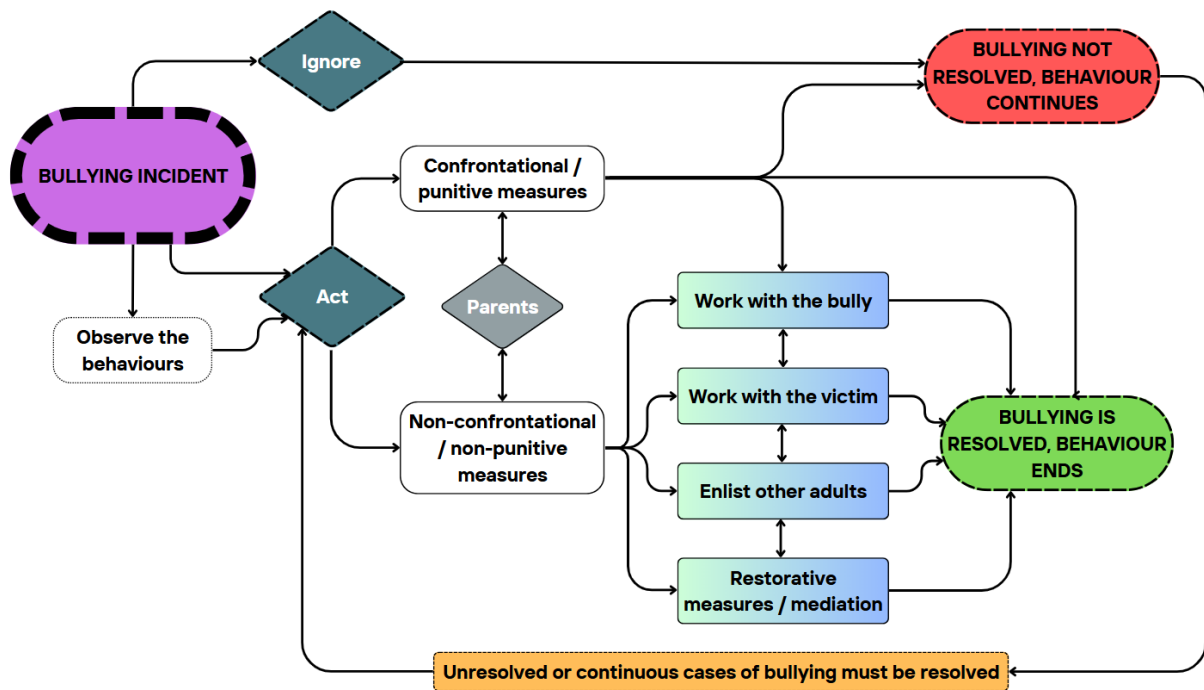 Ignore
BULLYING NOT
RESOLVED, BEHAVIOUR
CONTINUES
BULLYING INCIDENT
Confrontational /
punitive measures
Act
Parents
Observe the
behaviours
Non-confrontational
/ non-punitive
measures
Work with the bully
Work with the victim
Enlist other adults
Restorative
measures / mediation
BULLYING IS
RESOLVED, BEHAVIOUR
ENDS
Unresolved or continuous cases of bullying must be resolved